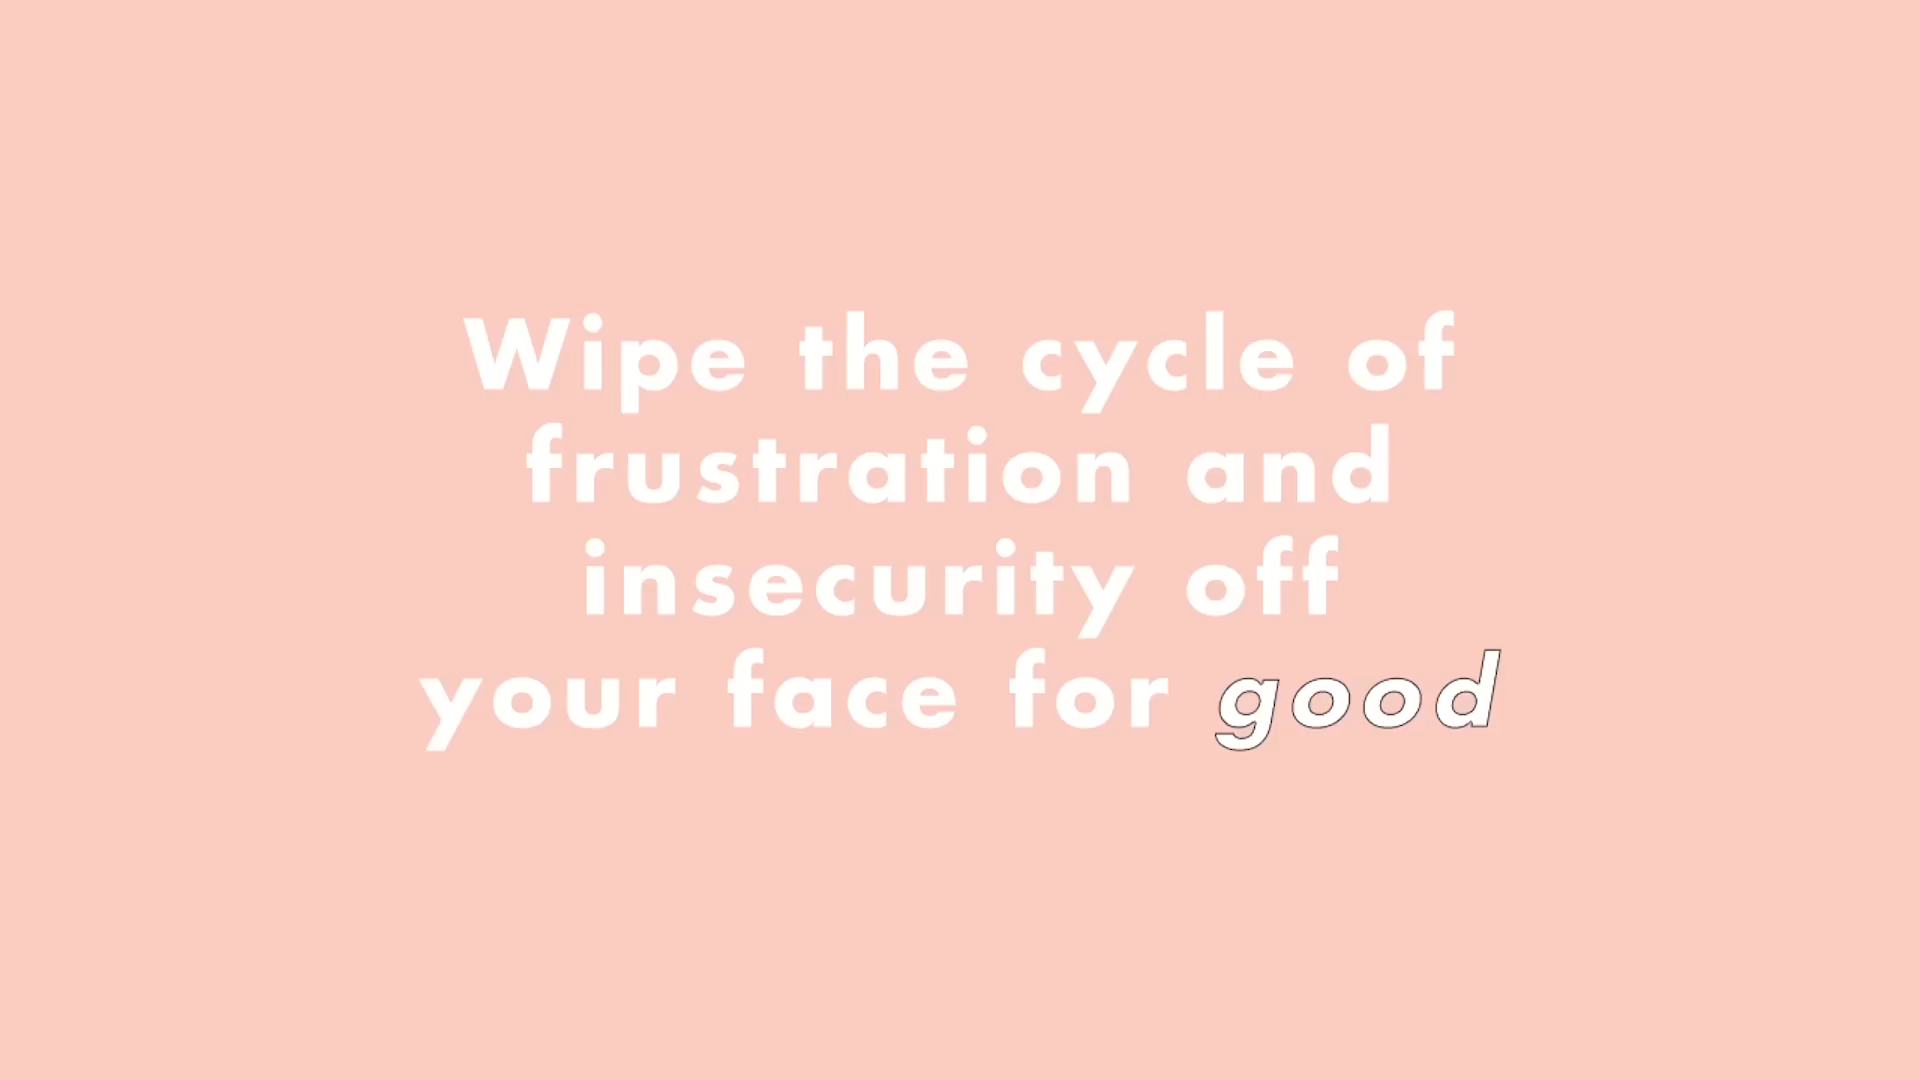 Wipe the cycle of
frustration and
insecurity off
your face for good